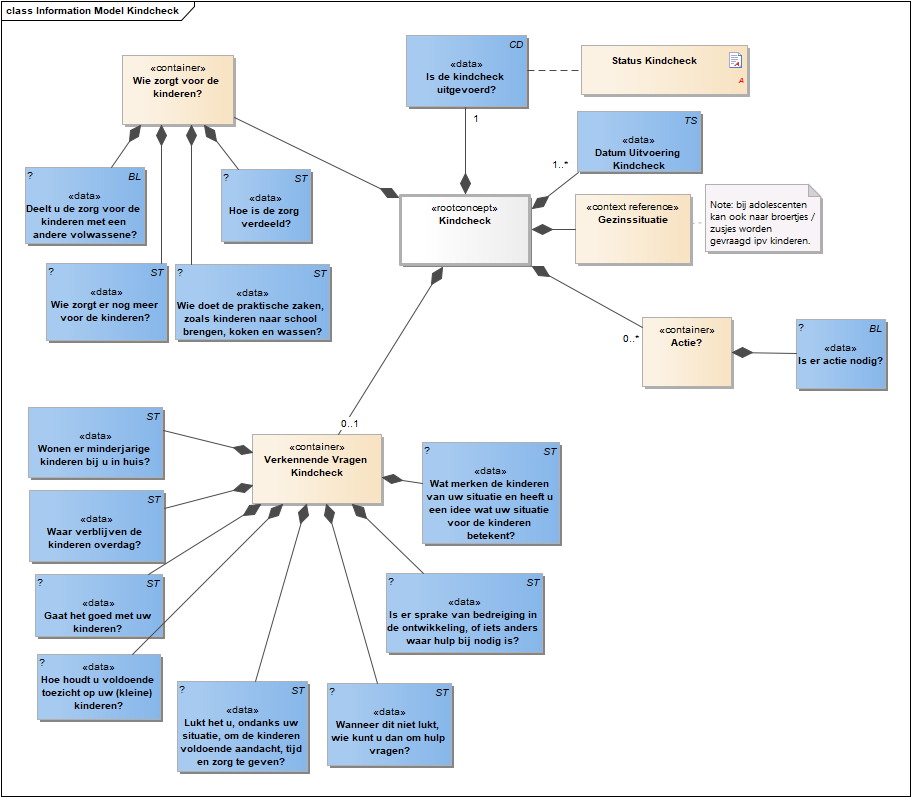 class Information Model Kindcheck
«container»
Wie zorgt voor de
kinderen?
CD
«data»
Is de kindcheck
uitgevoerd?
Status Kindcheck
A
1
TS
«data»
Datum Uitvoering
Kindcheck
1..*
? BL
«data»
Deelt u de zorg voor de
kinderen met een
andere volwassene?
? ST
«data»
Hoe is de zorg
verdeeld?
«rootconcept»
Kindcheck
«context reference»
Gezinssituatie
Note: bij adolescenten
kan ook naar broertjes /
zusjes worden
gevraagd ipv kinderen.
? ST
«data»
Wie zorgt er nog meer
voor de kinderen?
? ST
«data»
Wie doet de praktische zaken,
zoals kinderen naar school
brengen, koken en wassen?
0..*
«container»
Actie?
? BL
«data»
Is er actie nodig?
0..1
ST
«data»
Wonen er minderjarige
kinderen bij u in huis?
«container»
Verkennende Vragen
Kindcheck
? ST
«data»
Wat merken de kinderen
van uw situatie en heeft u
een idee wat uw situatie
voor de kinderen
betekent?
ST
«data»
Waar verblijven de
kinderen overdag?
? ST
«data»
Gaat het goed met uw
kinderen?
? ST
«data»
Is er sprake van bedreiging in
de ontwikkeling, of iets anders
waar hulp bij nodig is?
?
«data»
Hoe houdt u voldoende
toezicht op uw (kleine)
kinderen?
? ST
«data»
Lukt het u, ondanks uw
situatie, om de kinderen
voldoende aandacht, tijd
en zorg te geven?
? ST
«data»
Wanneer dit niet lukt,
wie kunt u dan om hulp
vragen?